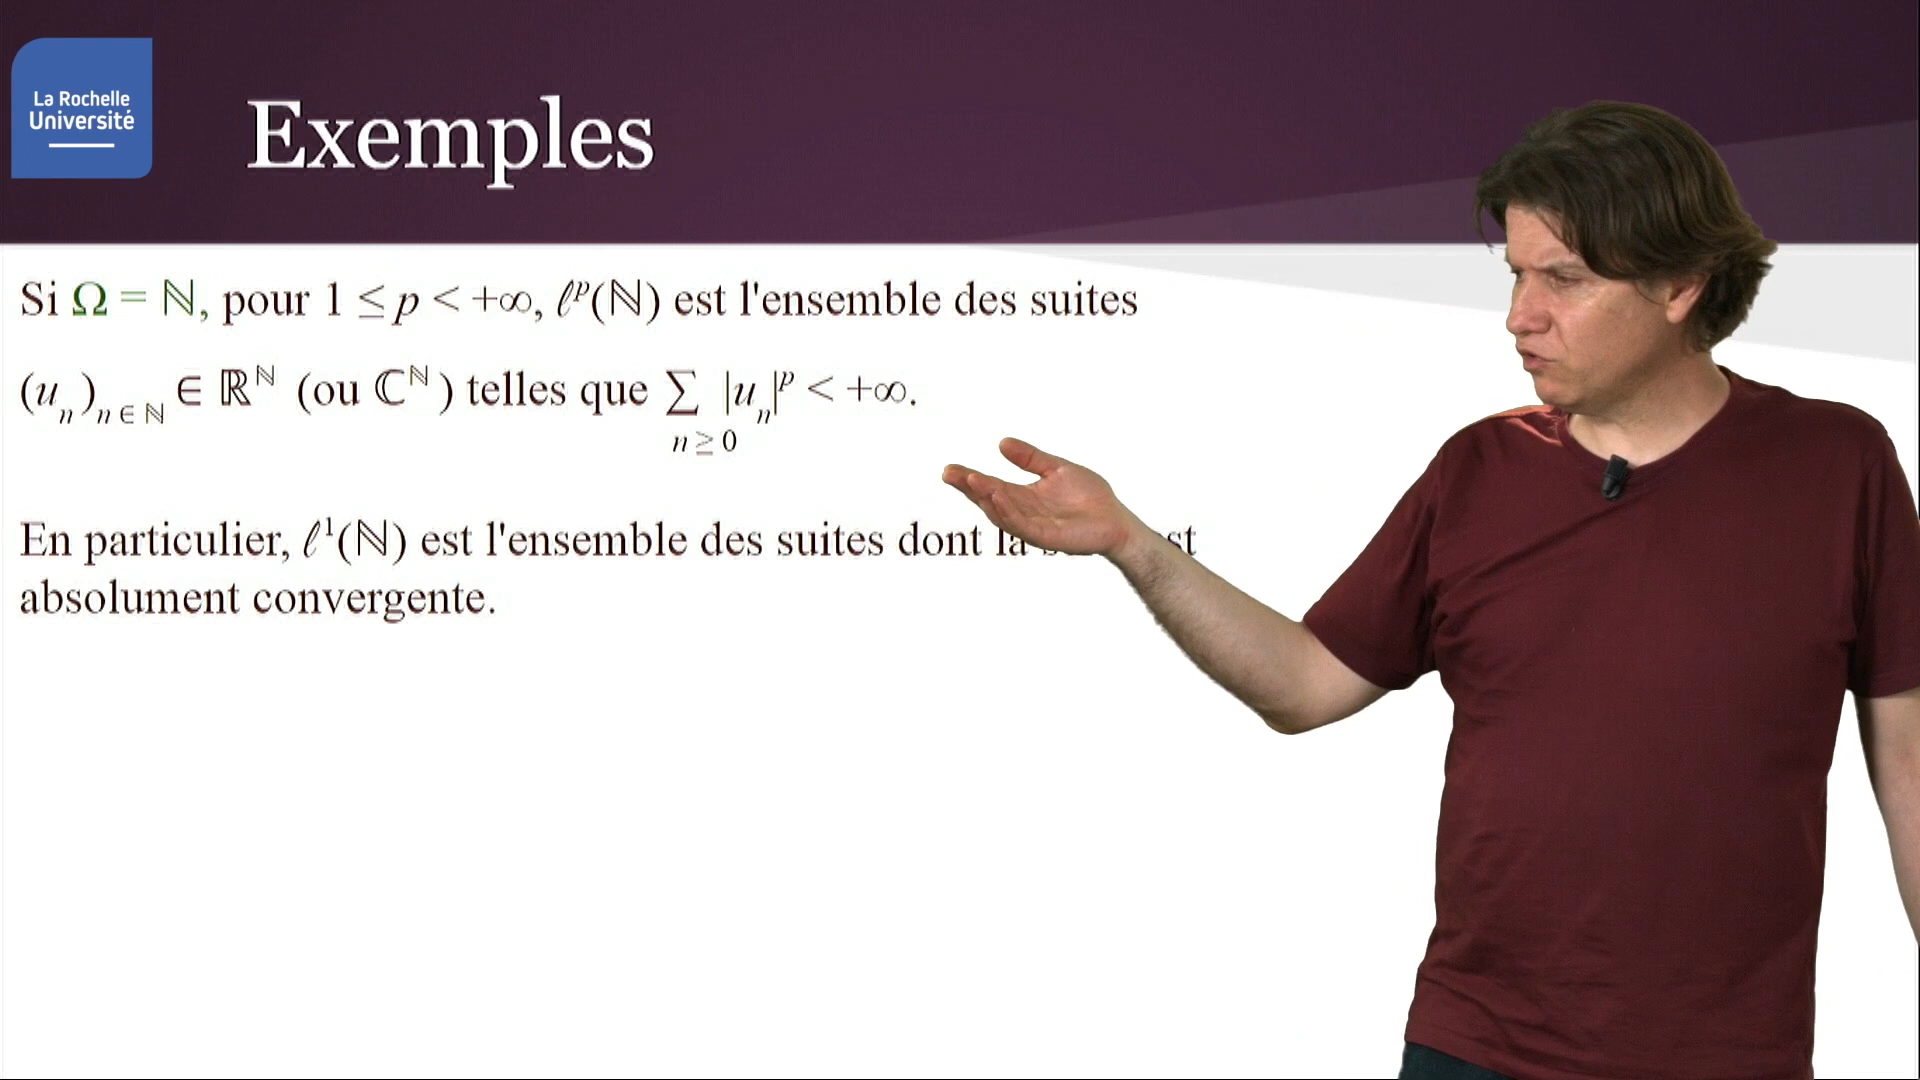 La Rochelle
Université
Exemples
Si Ω = ℕ, pour 1 ≤ p < +∞, ℓᵖ(ℕ) est l'ensemble des suites
(uₙ)ₙ ∈ ℕ ∈ ℝ^ℕ (ou ℂ^ℕ) telles que ∑ |uₙ|ᵖ < +∞.
n ≥ 0
En particulier, ℓ¹(ℕ) est l'ensemble des suites dont la
absolument convergente.